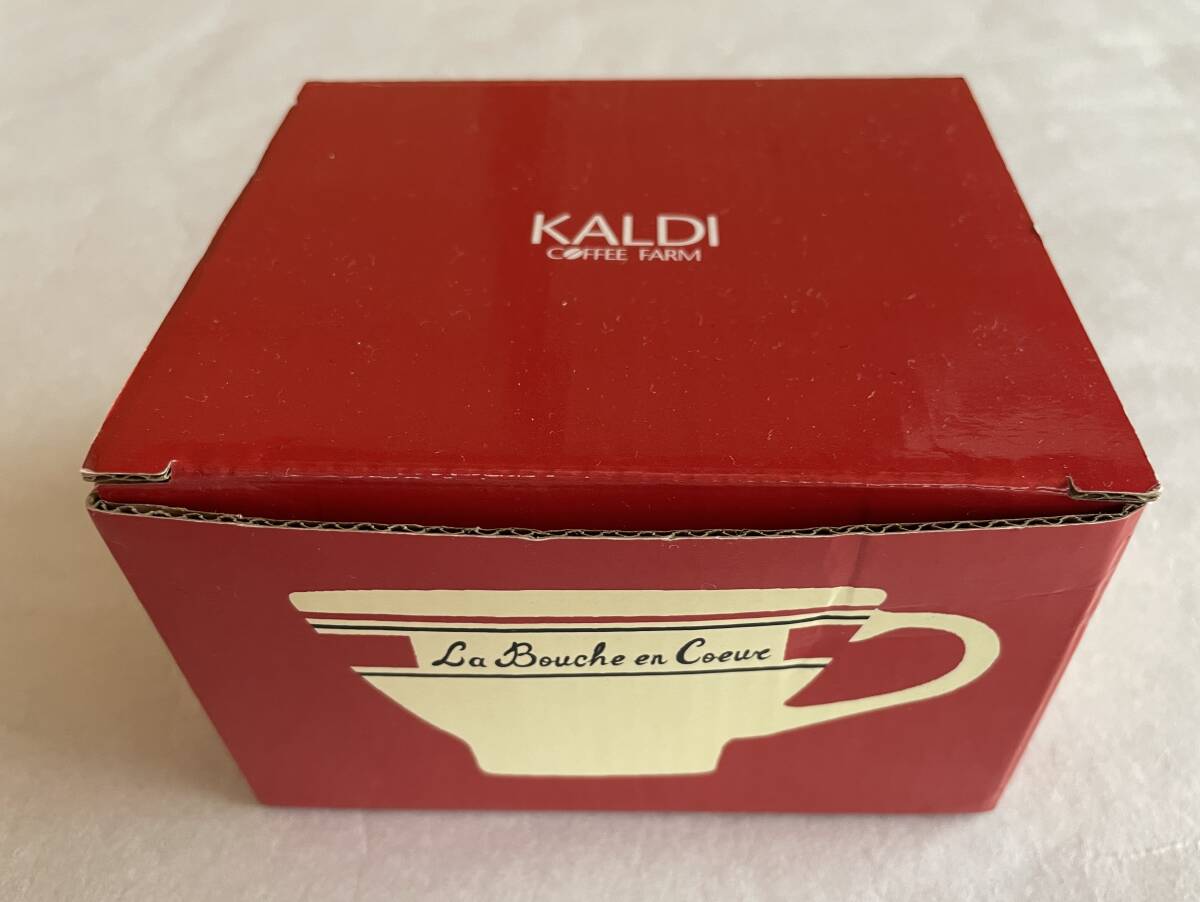 KALDI
COFFEE FARM
La Bouche en Coeur